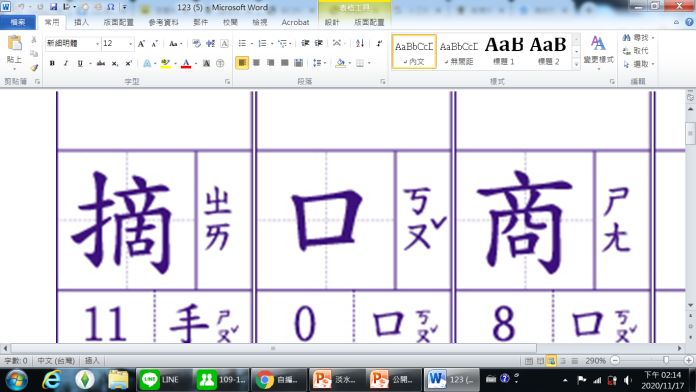 123 (5) - Microsoft Word
表格工具
檔案 常用 插入 版面配置 參考資料 郵件 校閱 檢視 Acrobat 設計 版面配置
貼上
新細明體 12
AaBbCcDc AaBbCcDc AaB AaB
內文 無間距 標題 1 標題 2
變更樣式
尋找
取代
選取
剪貼簿 字型 段落 樣式 編輯
摘 ㄓㄞ 口 ㄎㄡˇ 商 ㄕㄤ
11 手 ㄕㄡˇ 0 口 ㄎㄡˇ 8 口 ㄎㄡˇ
字數: 0 中文 (台灣) 插入 290%
LINE 109-1... 自編... 淡水... 公開... 123 (...
下午 02:14
2020/11/17